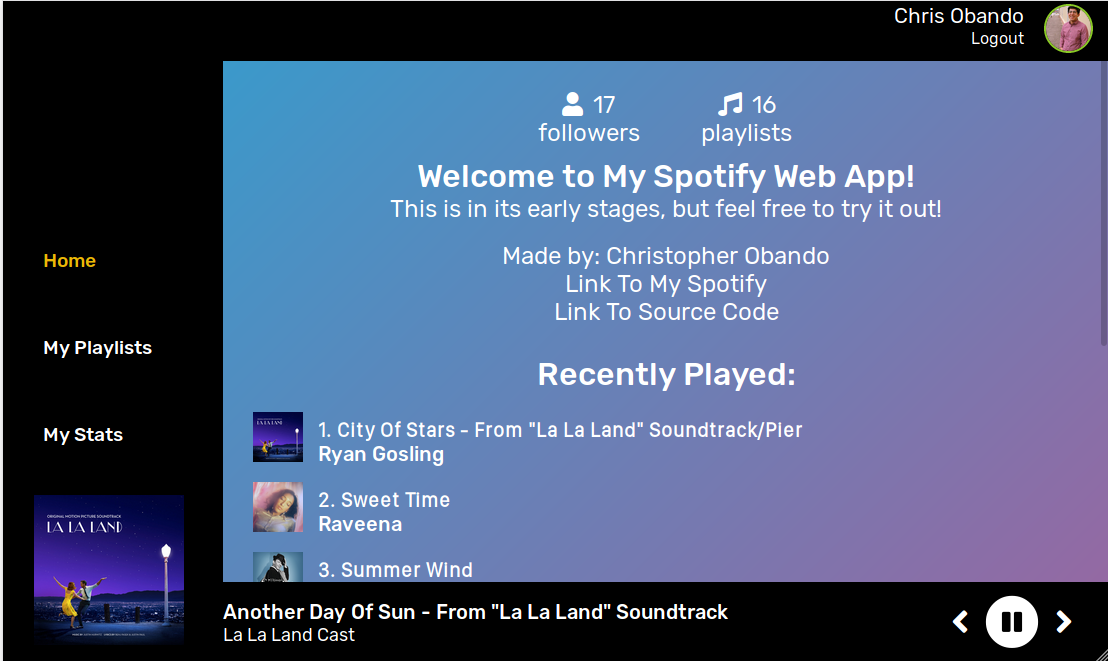 Chris Obando
Logout
17
followers
16
playlists
Welcome to My Spotify Web App!
This is in its early stages, but feel free to try it out!
Made by: Christopher Obando
Link To My Spotify
Link To Source Code
Home
My Playlists
My Stats
Recently Played:
LA LA LAND
1. City Of Stars - From "La La Land" Soundtrack/Pier
Ryan Gosling
2. Sweet Time
Raveena
3. Summer Wind
ORIGINAL MOTION PICTURE SOUNDTRACK
LA LA LAND
Another Day Of Sun - From "La La Land" Soundtrack
La La Land Cast